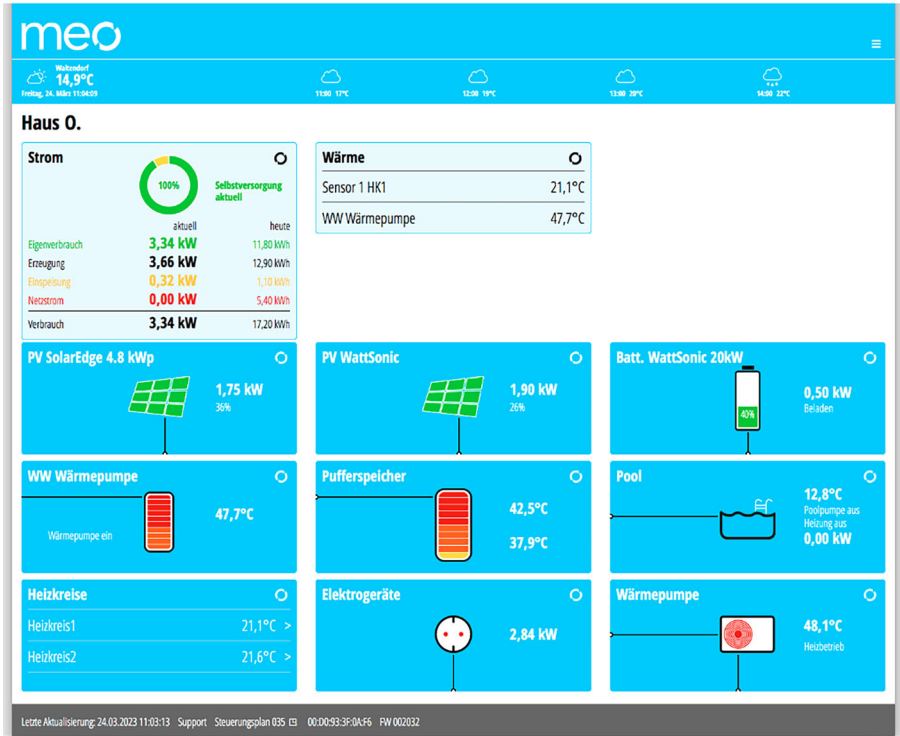 meo
Waltendorf
14,9°C
Freitag, 24. März 11:04:09
11:00 17°C
12:00 19°C
13:00 20°C
14:00 22°C
Haus O.
Strom
100%
Selbstversorgung
aktuell
aktuell heute
Eigenverbrauch 3,34 kW 11,80 kWh
Erzeugung 3,66 kW 12,90 kWh
Einspeisung 0,32 kW 1,10 kWh
Netzstrom 0,00 kW 5,40 kWh
Verbrauch 3,34 kW 17,20 kWh
Wärme
Sensor 1 HK1 21,1°C
WW Wärmepumpe 47,7°C
PV SolarEdge 4.8 kWp
1,75 kW
36%
PV WattSonic
1,90 kW
26%
Batt. WattSonic 20kW
40%
0,50 kW
Beladen
WW Wärmepumpe
47,7°C
Wärmepumpe ein
Pufferspeicher
42,5°C
37,9°C
Pool
12,8°C
Poolpumpe aus
Heizung aus
0,00 kW
Heizkreise
Heizkreis1 21,1°C >
Heizkreis2 21,6°C >
Elektrogeräte
2,84 kW
Wärmepumpe
48,1°C
Heizbetrieb
Letzte Aktualisierung: 24.03.2023 11:03:13 Support Steuerungsplan 035 00:D0:93:3F:0A:F6 FW 002032